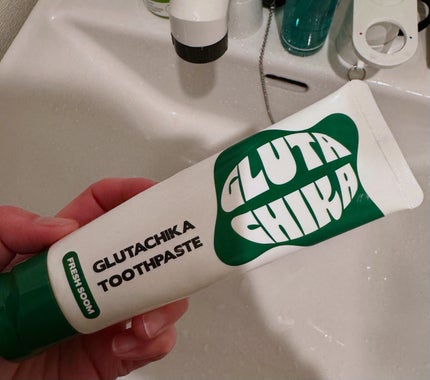 GLUTA
CHIKA
GLUTACHIKA
TOOTHPASTE
FRESH SOOM